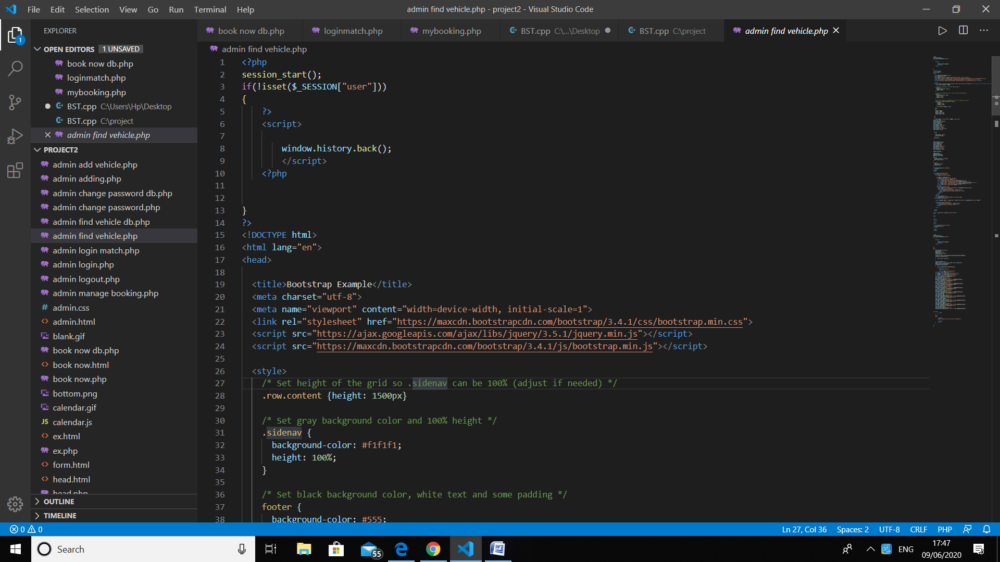 File Edit Selection View Go Run Terminal Help
admin find vehicle.php - project2 - Visual Studio Code
1
EXPLORER
OPEN EDITORS 1 UNSAVED
book now db.php
loginmatch.php
mybooking.php
BST.cpp C:\Users\Hp\Desktop
BST.cpp C:\project
admin find vehicle.php
PROJECT2
admin add vehicle.php
admin adding.php
admin change password db.php
admin change password.php
admin find vehicle db.php
admin find vehicle.php
admin login match.php
admin login.php
admin logout.php
admin manage booking.php
# admin.css
<> admin.html
blank.gif
book now db.php
<> book now.html
book now.php
bottom.png
calendar.gif
JS calendar.js
<> ex.html
ex.php
<> form.html
<> head.html
head.php
OUTLINE
TIMELINE
book now db.php loginmatch.php mybooking.php BST.cpp C:\...\Desktop BST.cpp C:\project admin find vehicle.php
admin find vehicle.php
1 <?php
2 session_start();
3 if(!isset($_SESSION["user"]))
4 {
5 ?>
6 <script>
7
8 window.history.back();
9 </script>
10 <?php
11
12
13 }
14 ?>
15 <!DOCTYPE html>
16 <html lang="en">
17 <head>
18
19 <title>Bootstrap Example</title>
20 <meta charset="utf-8">
21 <meta name="viewport" content="width=device-width, initial-scale=1">
22 <link rel="stylesheet" href="https://maxcdn.bootstrapcdn.com/bootstrap/3.4.1/css/bootstrap.min.css">
23 <script src="https://ajax.googleapis.com/ajax/libs/jquery/3.5.1/jquery.min.js"></script>
24 <script src="https://maxcdn.bootstrapcdn.com/bootstrap/3.4.1/js/bootstrap.min.js"></script>
25
26 <style>
27 /* Set height of the grid so .sidenav can be 100% (adjust if needed) */
28 .row.content {height: 1500px}
29
30 /* Set gray background color and 100% height */
31 .sidenav {
32 background-color: #f1f1f1;
33 height: 100%;
34 }
35
36 /* Set black background color, white text and some padding */
37 footer {
38 background-color: #555;
0 0
Ln 27, Col 36 Spaces: 2 UTF-8 CRLF PHP
Search
55
ENG
17:47
09/06/2020